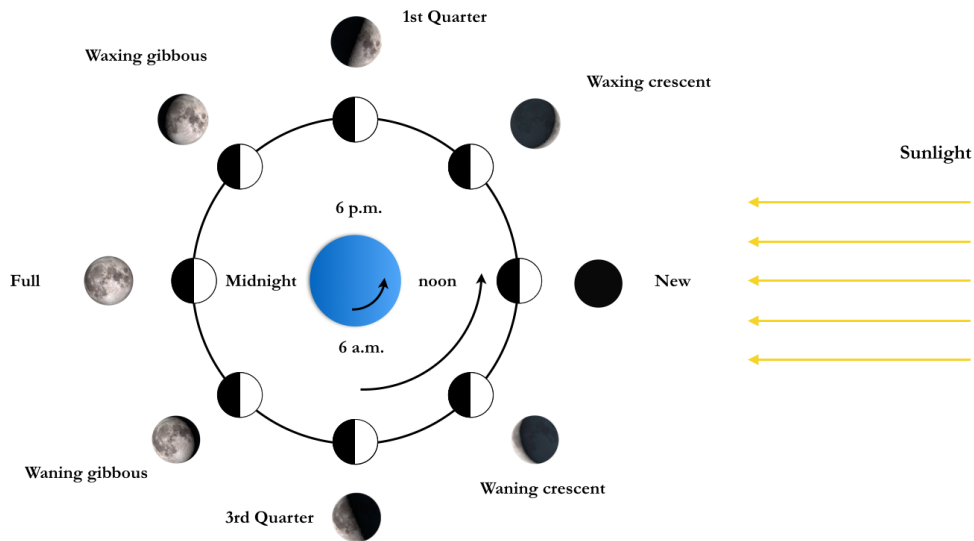 1st Quarter
Waxing gibbous
Waxing crescent
Sunlight
6 p.m.
Full
Midnight
noon
New
6 a.m.
Waning gibbous
Waning crescent
3rd Quarter